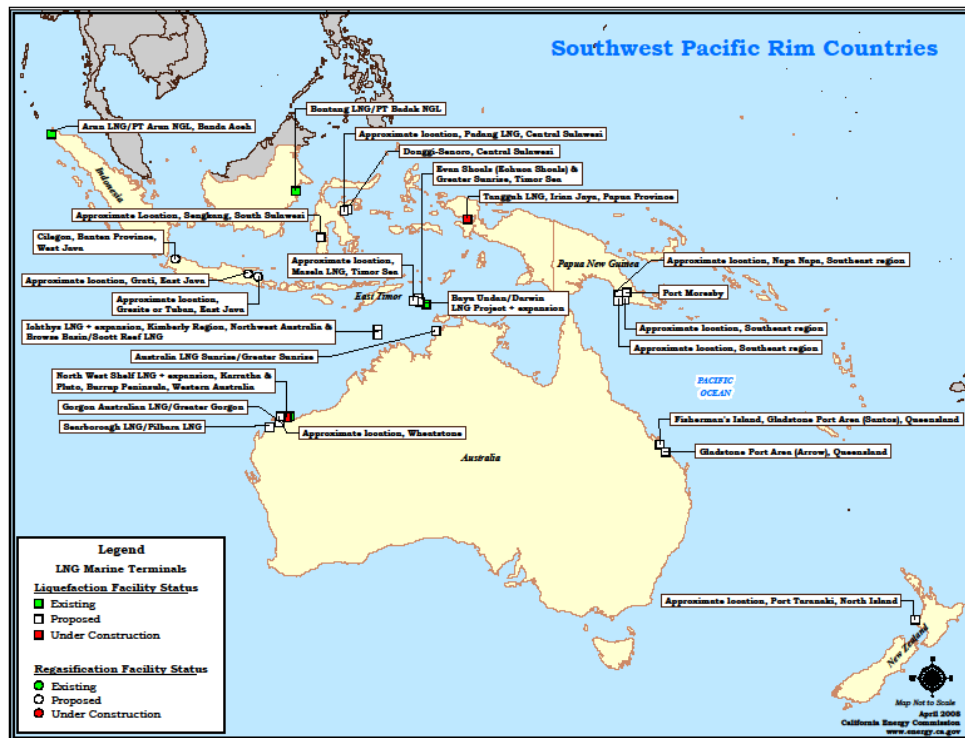 Southwest Pacific Rim Countries
Bontang LNG/PT Badak NGL
Arun LNG/PT Arun NGL, Banda Aceh
Approximate location, Padang LNG, Central Sulawesi
Donggi-Senoro, Central Sulawesi
Evan Shoals (Eohuoa Shoals) &
Greater Sunrise, Timor Sea
Indonesia
Tangguh LNG, Irian Jaya, Papua Province
Approximate Location, Sengkang, South Sulawesi
Cilegon, Banten Province,
West Java
Approximate location,
Masela LNG, Timor Sea
Papua New Guinea
Approximate location, Napa Napa, Southeast region
Approximate location, Grati, East Java
East Timor
Port Moresby
Approximate location,
Gresite or Tuban, East Java
Bayu Undan/Darwin
LNG Project + expansion
Ichthys LNG + expansion, Kimberly Region, Northwest Australia &
Browse Basin/Scott Reef LNG
Approximate location, Southeast region
Australia LNG Sunrise/Greater Sunrise
Approximate location, Southeast region
North West Shelf LNG + expansion, Karratha &
Pluto, Burrup Peninsula, Western Australia
PACIFIC
OCEAN
Gorgon Australian LNG/Greater Gorgon
Fisherman's Island, Gladstone Port Area (Santos), Queensland
Scarborough LNG/Pilbara LNG
Approximate location, Wheatstone
Australia
Gladstone Port Area (Arrow), Queensland
Legend
LNG Marine Terminals
Liquefaction Facility Status
Existing
Proposed
Under Construction
Regasification Facility Status
Existing
Proposed
Under Construction
Approximate location, Port Taranaki, North Island
New Zealand
Map Not to Scale
April 2008
California Energy Commission
www.energy.ca.gov